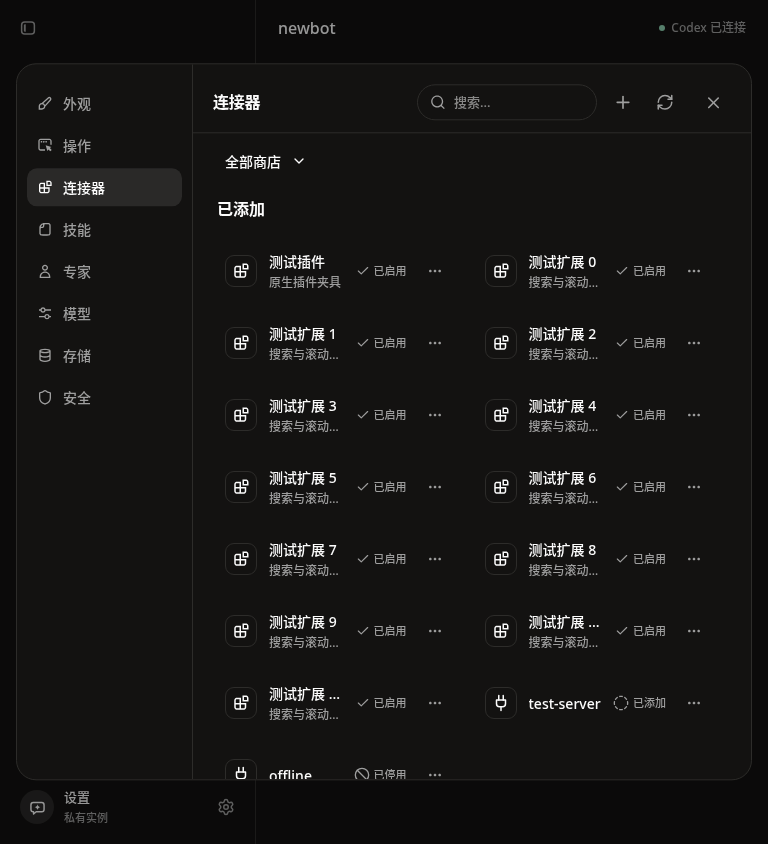 newbot
Codex 已连接
外观
操作
连接器
技能
专家
模型
存储
安全
连接器
搜索...
全部商店
已添加
测试插件
原生插件夹具
已启用
测试扩展 0
搜索与滚动...
已启用
测试扩展 1
搜索与滚动...
已启用
测试扩展 2
搜索与滚动...
已启用
测试扩展 3
搜索与滚动...
已启用
测试扩展 4
搜索与滚动...
已启用
测试扩展 5
搜索与滚动...
已启用
测试扩展 6
搜索与滚动...
已启用
测试扩展 7
搜索与滚动...
已启用
测试扩展 8
搜索与滚动...
已启用
测试扩展 9
搜索与滚动...
已启用
测试扩展 ...
搜索与滚动...
已启用
测试扩展 ...
搜索与滚动...
已启用
test-server
已添加
offline
已停用
设置
私有实例